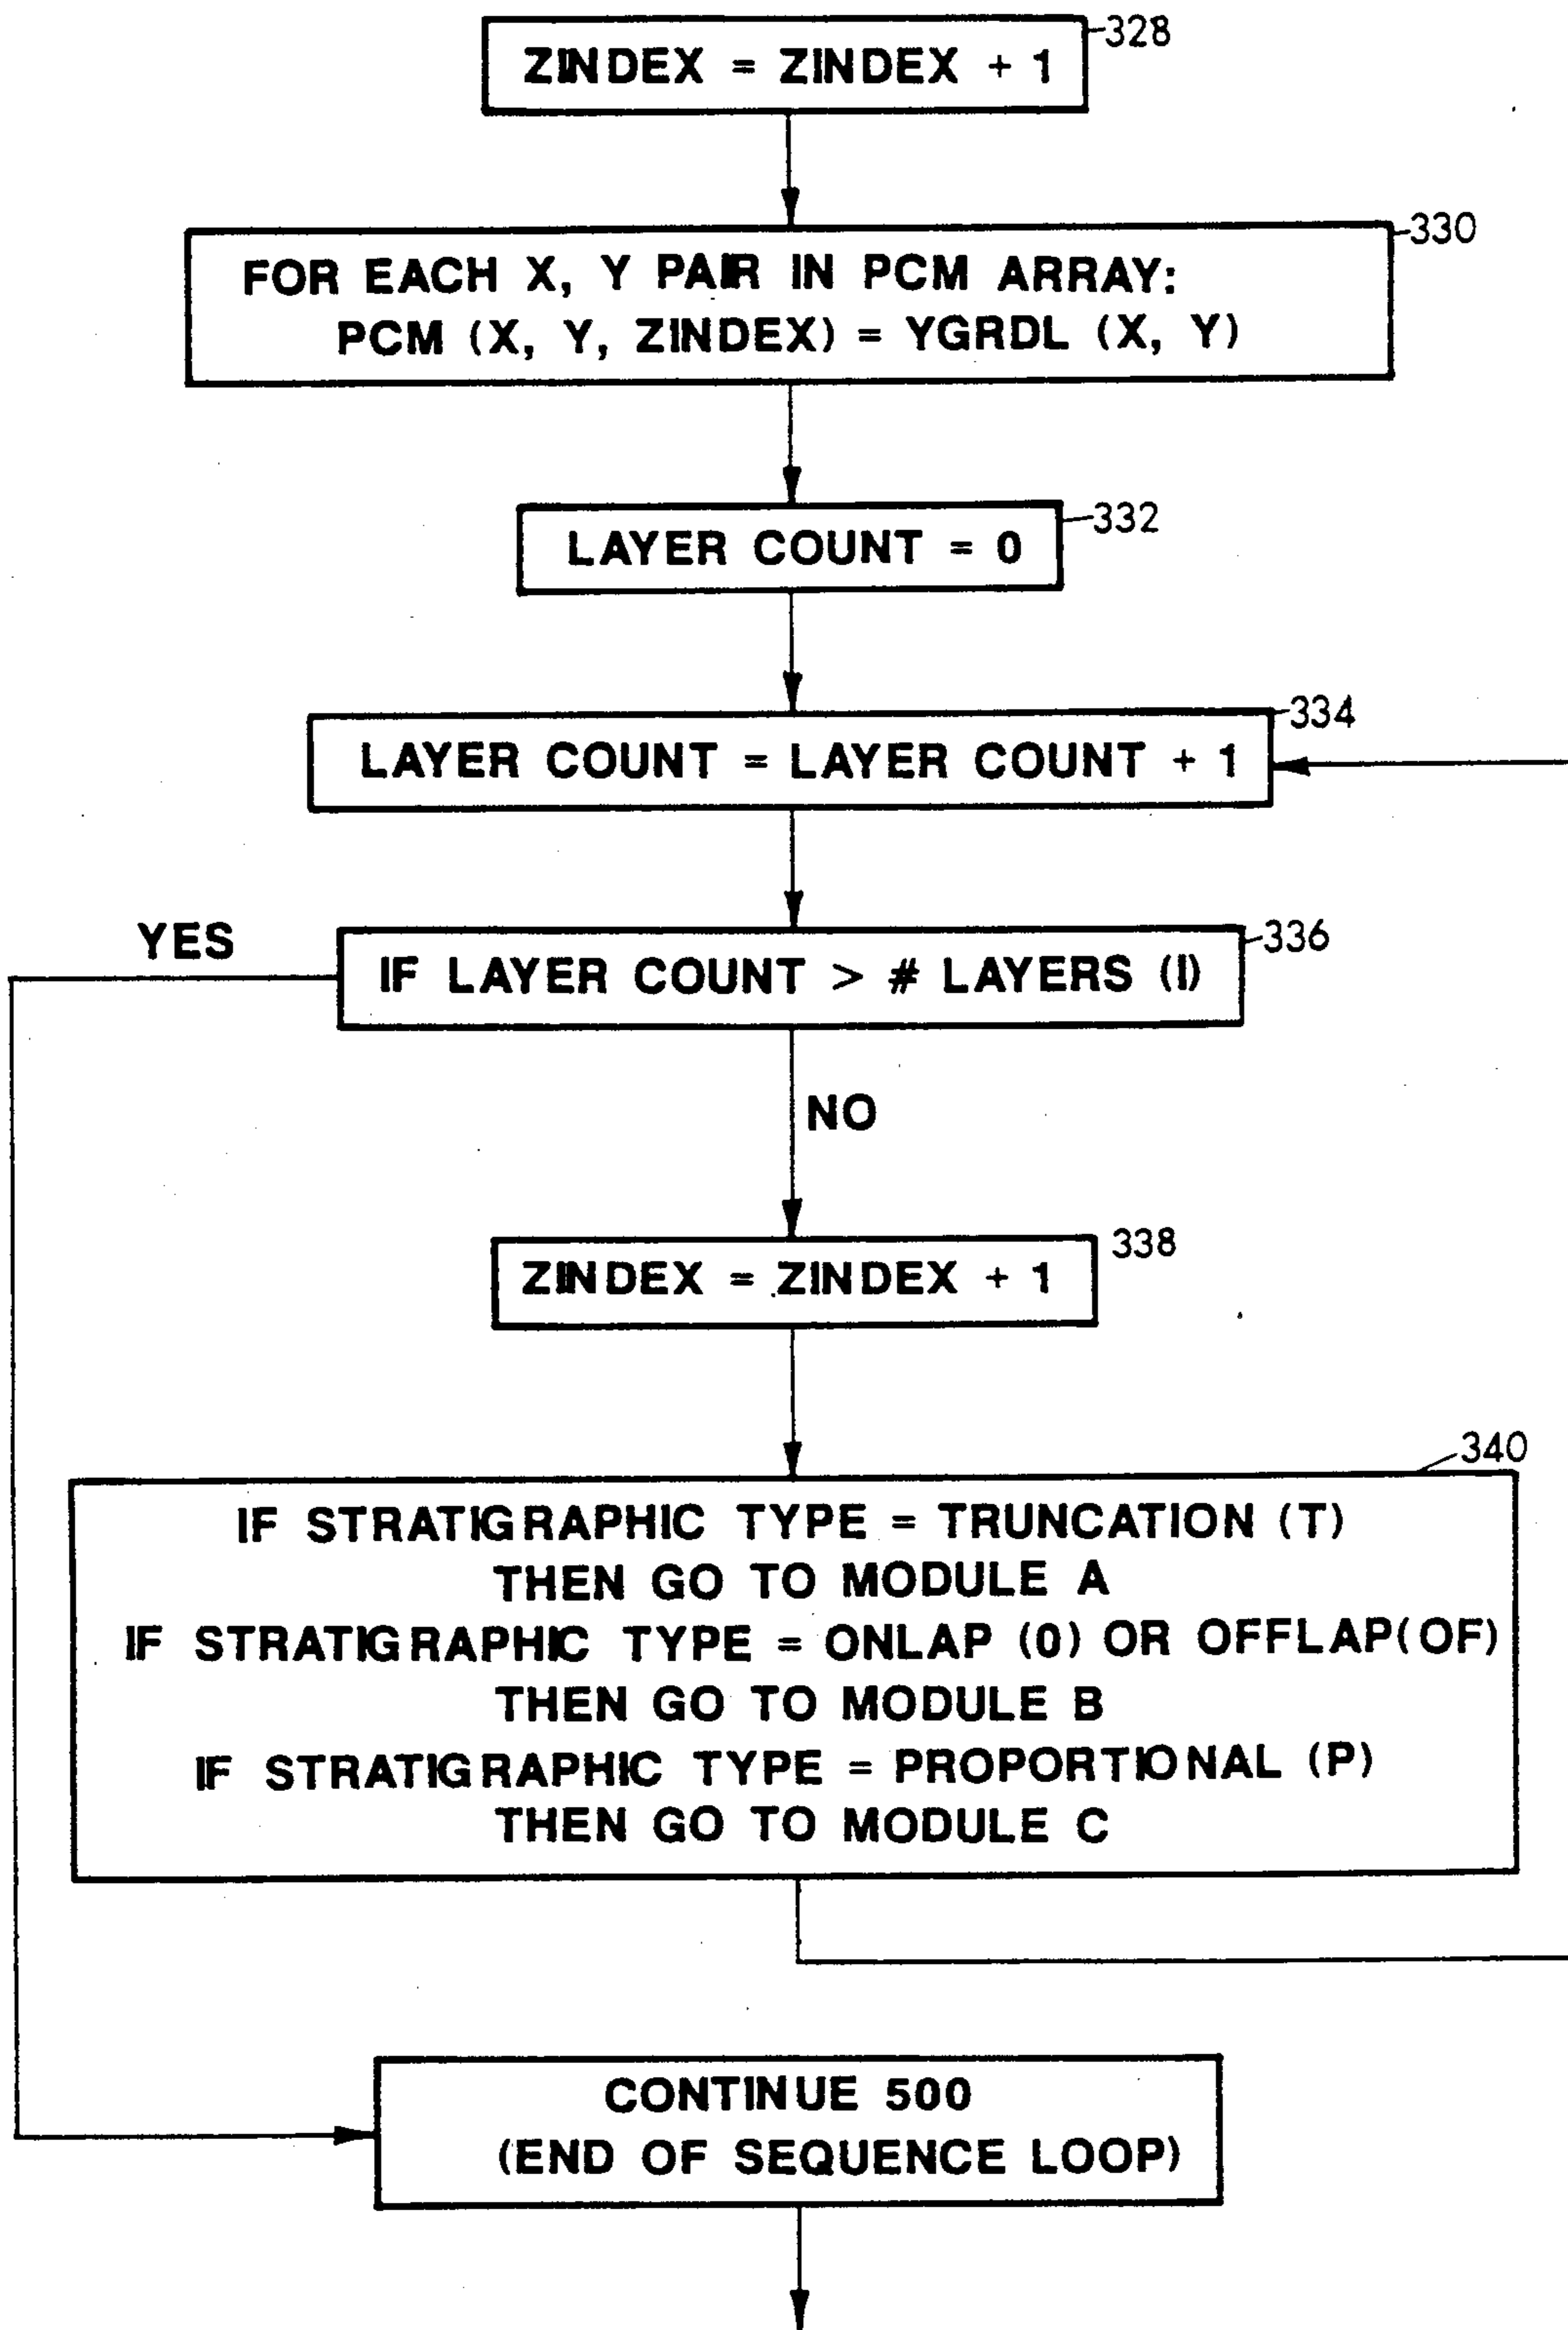 328
ZINDEX = ZINDEX + 1
330
FOR EACH X, Y PAIR IN PCM ARRAY:
PCM (X, Y, ZINDEX) = YGRDL (X, Y)
332
LAYER COUNT = 0
334
LAYER COUNT = LAYER COUNT + 1
YES
336
IF LAYER COUNT > # LAYERS (I)
NO
338
ZINDEX = ZINDEX + 1
340
IF STRATIGRAPHIC TYPE = TRUNCATION (T)
THEN GO TO MODULE A
IF STRATIGRAPHIC TYPE = ONLAP (0) OR OFFLAP(OF)
THEN GO TO MODULE B
IF STRATIGRAPHIC TYPE = PROPORTIONAL (P)
THEN GO TO MODULE C
CONTINUE 500
(END OF SEQUENCE LOOP)